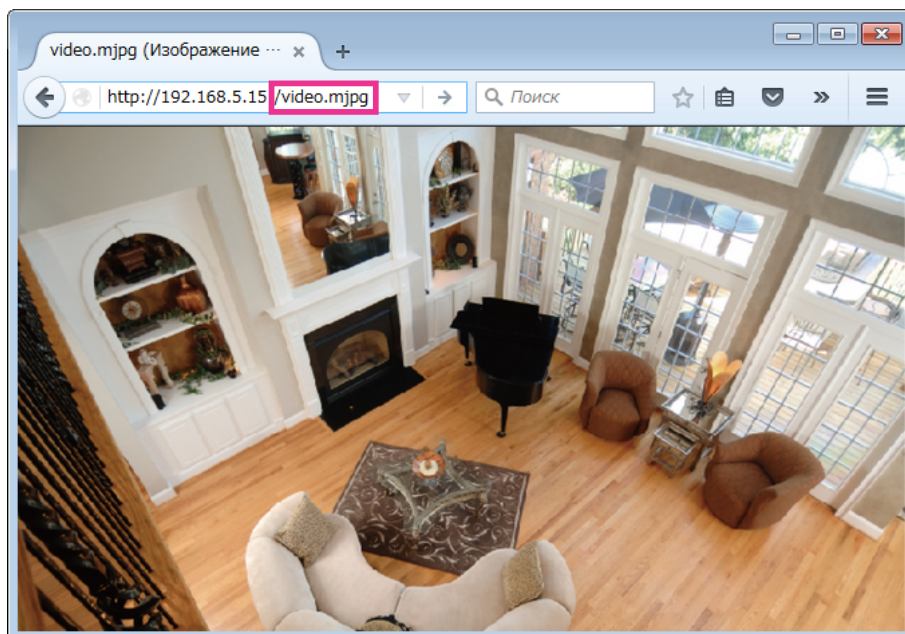 video.mjpg (Изображение ···
http://192.168.5.15/video.mjpg
Поиск